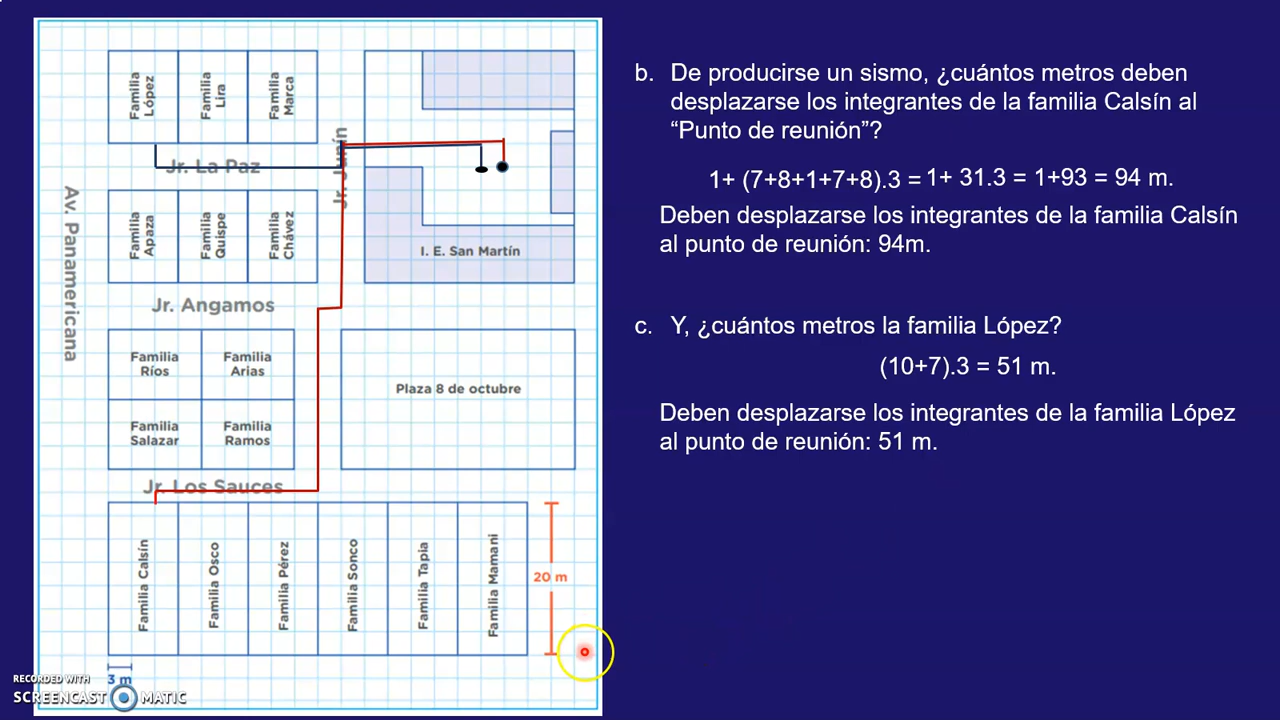 Familia
López
Familia
Lira
Familia
Marca
Jr. La Paz
Jr. Junín
Av. Panamericana
Familia
Apaza
Familia
Quispe
Familia
Chávez
I. E. San Martín
Jr. Angamos
Familia
Ríos
Familia
Arias
Familia
Salazar
Familia
Ramos
Plaza 8 de octubre
Jr. Los Sauces
Familia Calsín
Familia Osco
Familia Pérez
Familia Sonco
Familia Tapia
Familia Mamani
20 m
3 m
RECORDED WITH
SCREENCAST MATIC
b. De producirse un sismo, ¿cuántos metros deben
desplazarse los integrantes de la familia Calsín al
“Punto de reunión”?
1+ (7+8+1+7+8).3 = 1+ 31.3 = 1+93 = 94 m.
Deben desplazarse los integrantes de la familia Calsín
al punto de reunión: 94m.
c. Y, ¿cuántos metros la familia López?
(10+7).3 = 51 m.
Deben desplazarse los integrantes de la familia López
al punto de reunión: 51 m.